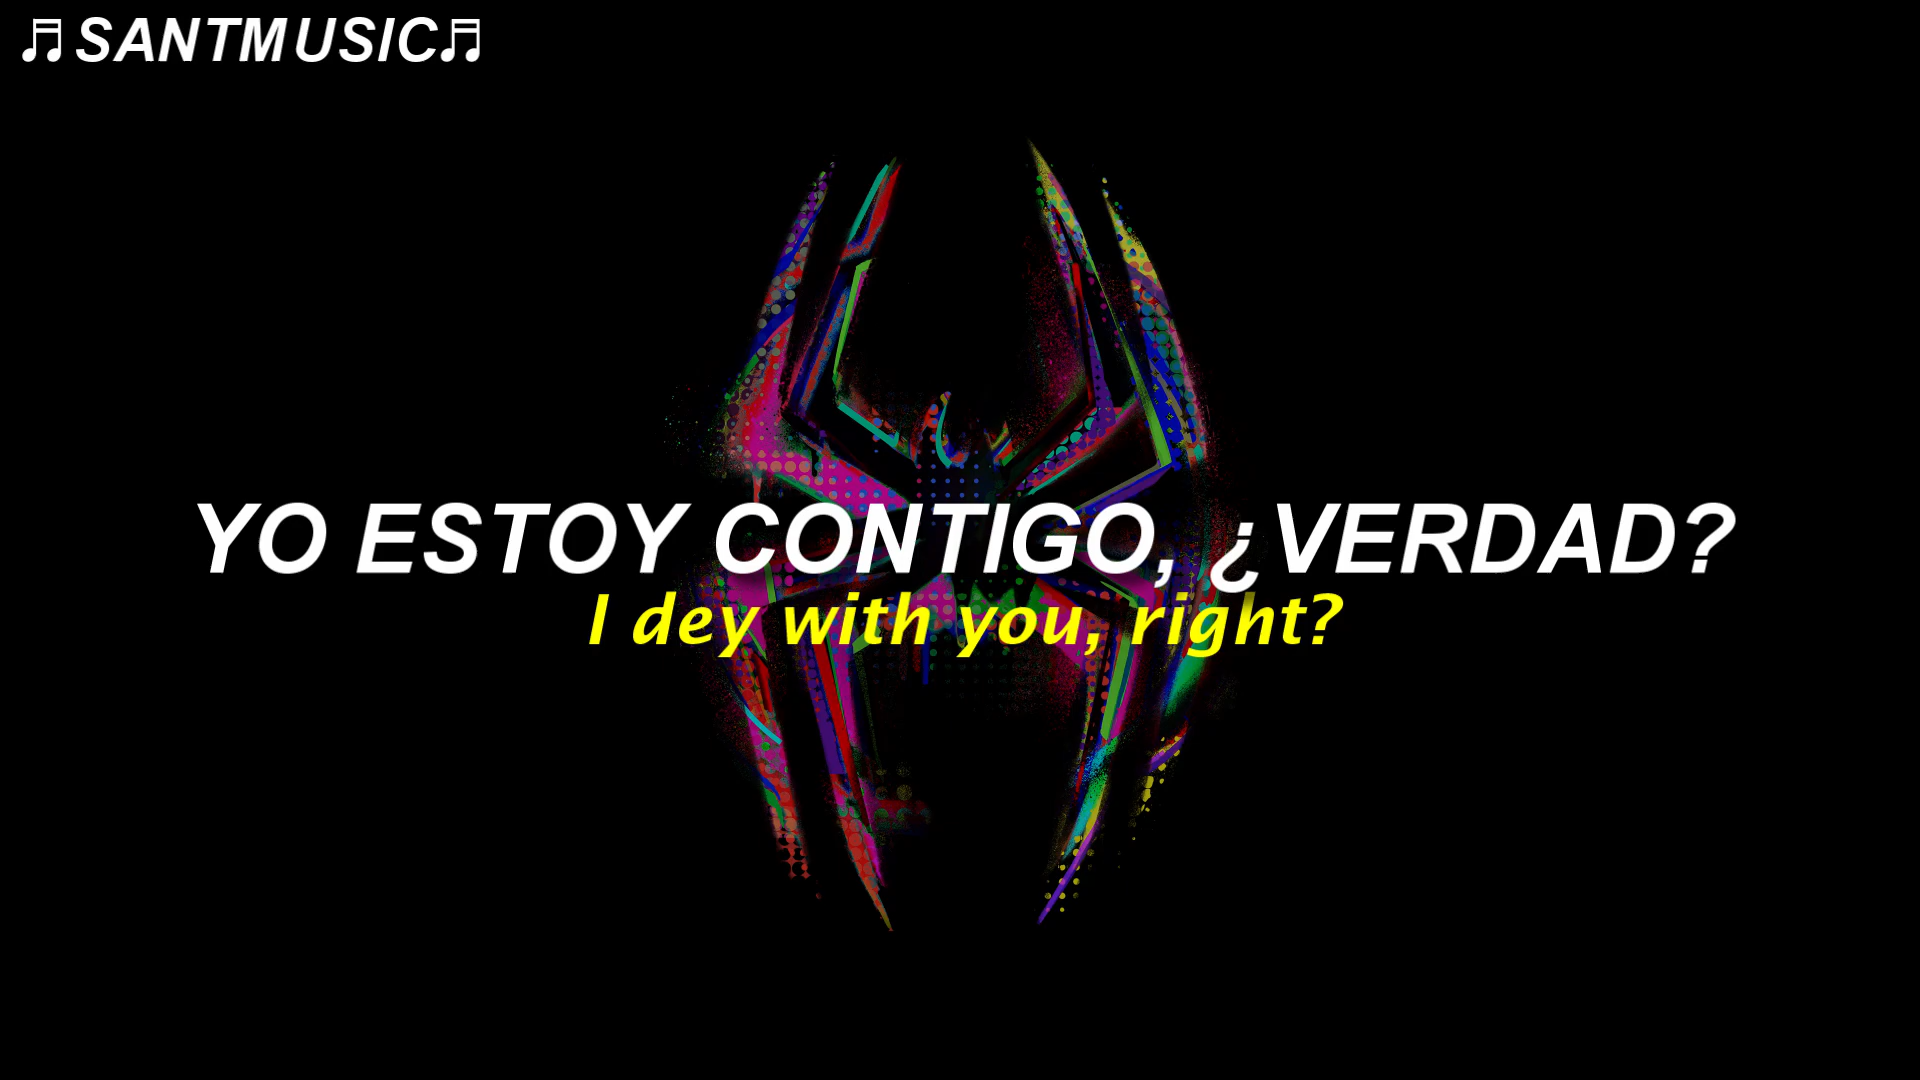 ♬SANTMUSIC♬
YO ESTOY CONTIGO, ¿VERDAD?
I dey with you, right?